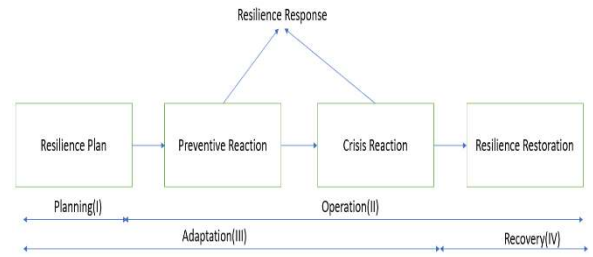 Resilience Response
Resilience Plan
Preventive Reaction
Crisis Reaction
Resilience Restoration
Planning(I)
Operation(II)
Adaptation(III)
Recovery(IV)